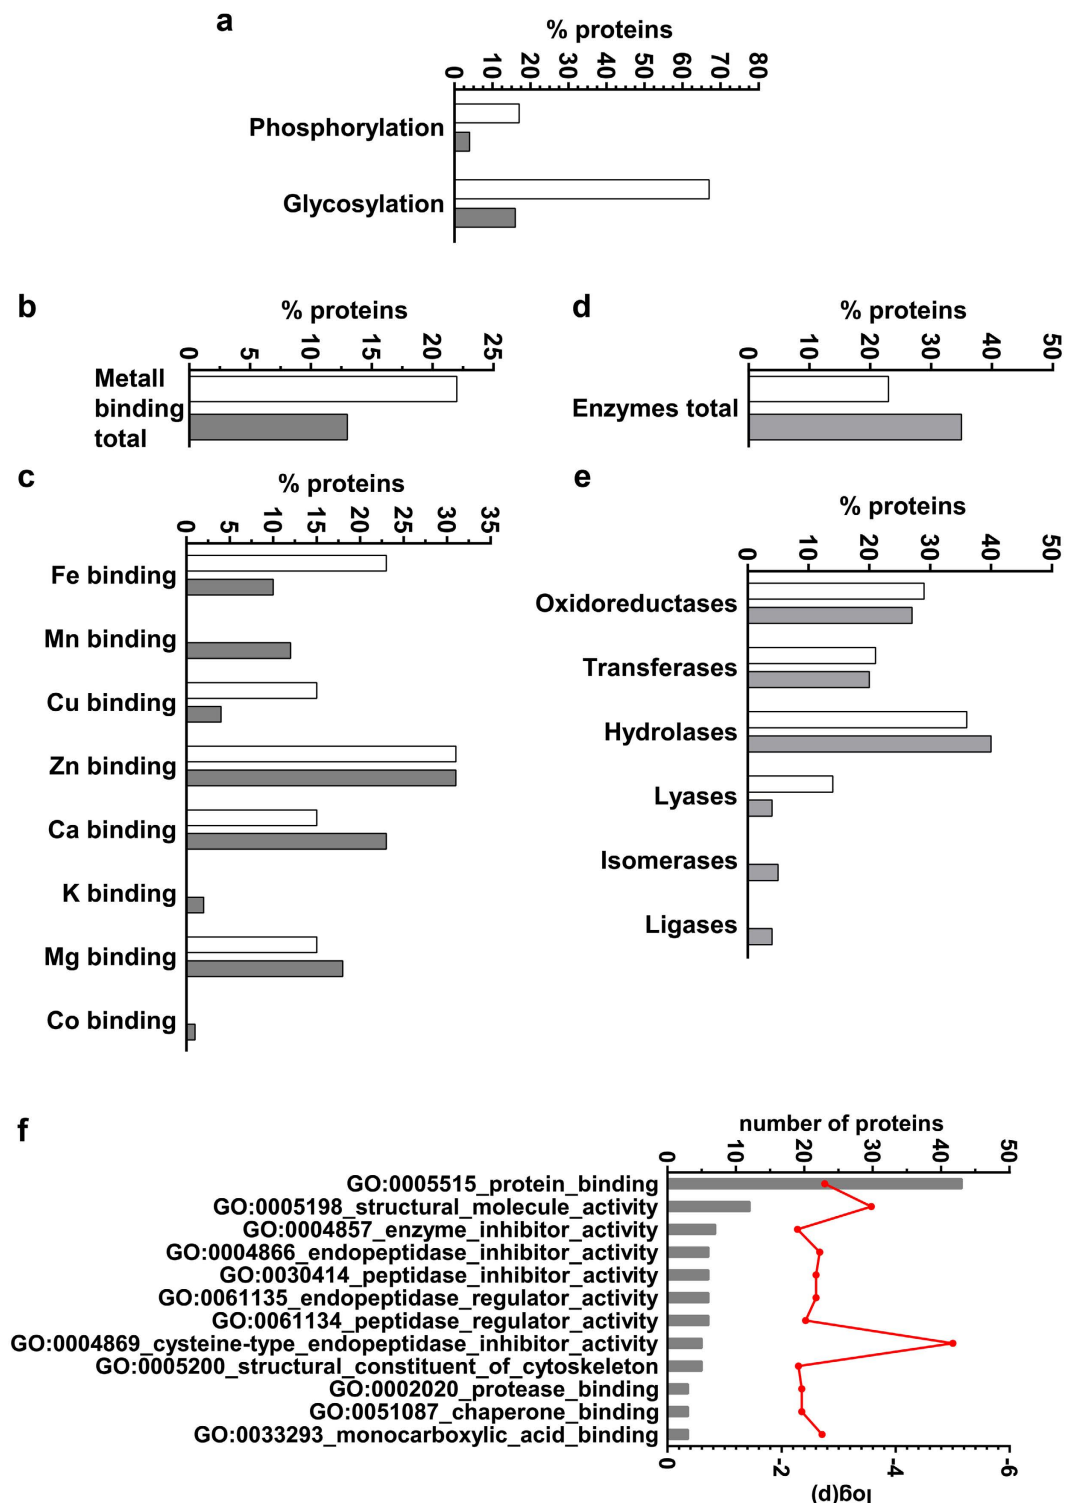 a
% proteins
0 10 20 30 40 50 60 70 80
Phosphorylation
Glycosylation
b
% proteins
0 5 10 15 20 25
Metall
binding
total
d
% proteins
0 10 20 30 40 50
Enzymes total
c
% proteins
0 5 10 15 20 25 30 35
Fe binding
Mn binding
Cu binding
Zn binding
Ca binding
K binding
Mg binding
Co binding
e
% proteins
0 10 20 30 40 50
Oxidoreductases
Transferases
Hydrolases
Lyases
Isomerases
Ligases
f
number of proteins
0 10 20 30 40 50
GO:0005515_protein_binding
GO:0005198_structural_molecule_activity
GO:0004857_enzyme_inhibitor_activity
GO:0004866_endopeptidase_inhibitor_activity
GO:0030414_peptidase_inhibitor_activity
GO:0061135_endopeptidase_regulator_activity
GO:0061134_peptidase_regulator_activity
GO:0004869_cysteine-type_endopeptidase_inhibitor_activity
GO:0005200_structural_constituent_of_cytoskeleton
GO:0002020_protease_binding
GO:0051087_chaperone_binding
GO:0033293_monocarboxylic_acid_binding
0 -2 -4 -6
log(p)